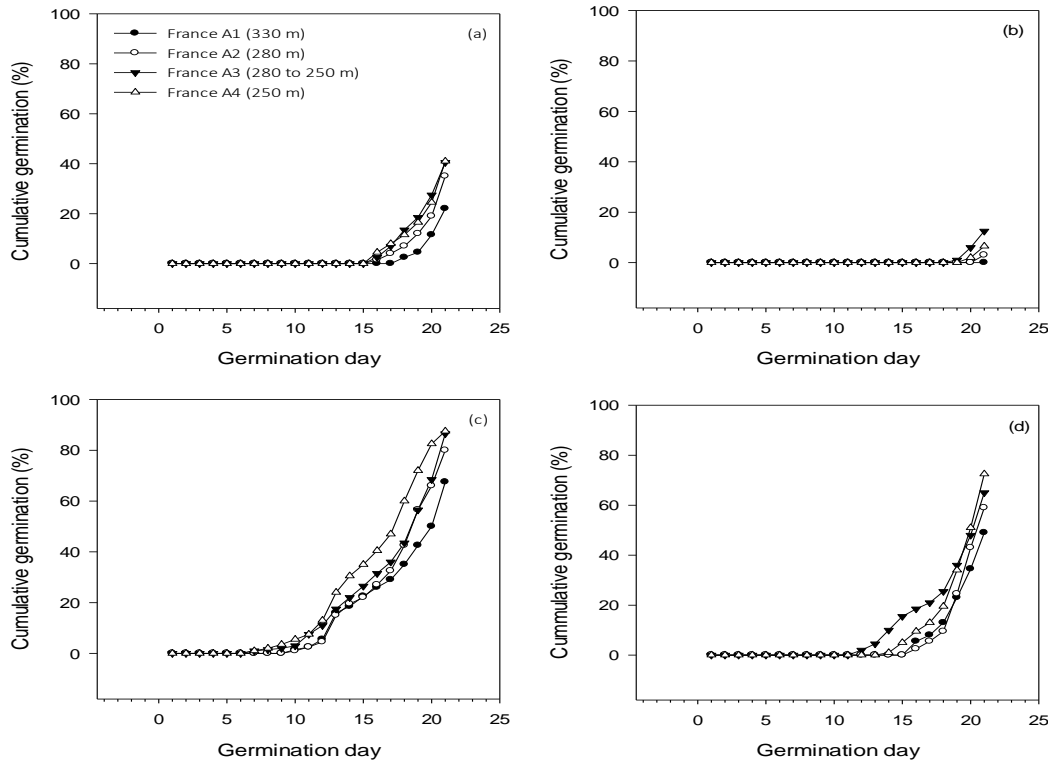 100
80
60
40
20
0
Cumulative germination (%)
France A1 (330 m)
France A2 (280 m)
France A3 (280 to 250 m)
France A4 (250 m)
(a)
0 5 10 15 20 25
Germination day
100
80
60
40
20
0
Cumulative germination (%)
(b)
0 5 10 15 20 25
Germination day
100
80
60
40
20
0
Cumulative germination (%)
(c)
0 5 10 15 20 25
Germination day
100
80
60
40
20
0
Cummulative germination (%)
(d)
0 5 10 15 20 25
Germination day